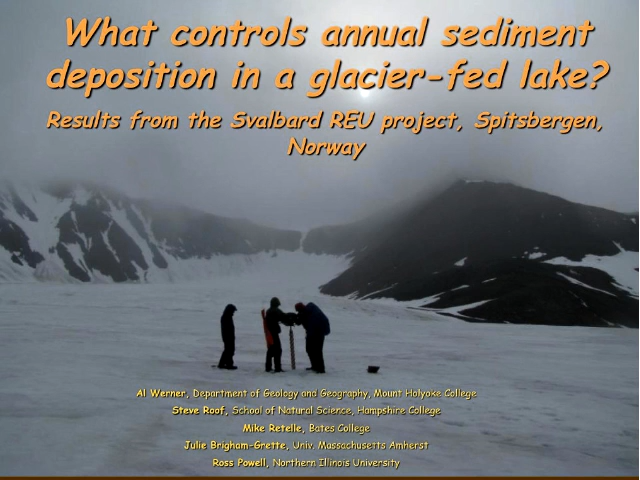 What controls annual sediment
deposition in a glacier-fed lake?
Results from the Svalbard REU project, Spitsbergen,
Norway
Al Werner, Department of Geology and Geography, Mount Holyoke College
Steve Roof, School of Natural Science, Hampshire College
Mike Retelle, Bates College
Julie Brigham-Grette, Univ. Massachusetts Amherst
Ross Powell, Northern Illinois University